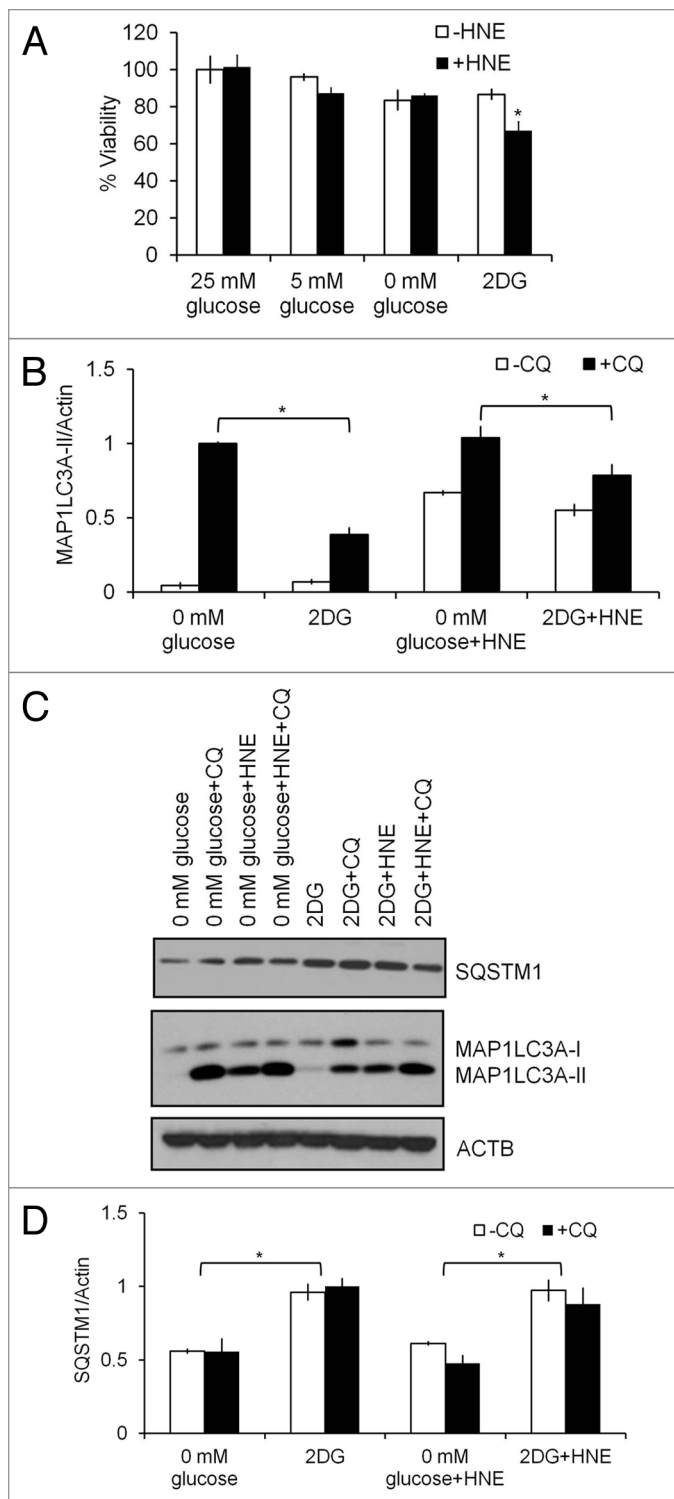 A
-HNE
+HNE
% Viability
120
100
80
60
40
20
0
*
25 mM
glucose
5 mM
glucose
0 mM
glucose
2DG
B
-CQ
+CQ
MAP1LC3A-II/Actin
1.5
1
0.5
0
*
*
0 mM
glucose
2DG
0 mM
glucose+HNE
2DG+HNE
C
0 mM glucose
0 mM glucose+CQ
0 mM glucose+HNE
0 mM glucose+HNE+CQ
2DG
2DG+CQ
2DG+HNE
2DG+HNE+CQ
SQSTM1
MAP1LC3A-I
MAP1LC3A-II
ACTB
D
-CQ
+CQ
SQSTM1/Actin
1.5
1
0.5
0
*
*
0 mM
glucose
2DG
0 mM
glucose+HNE
2DG+HNE